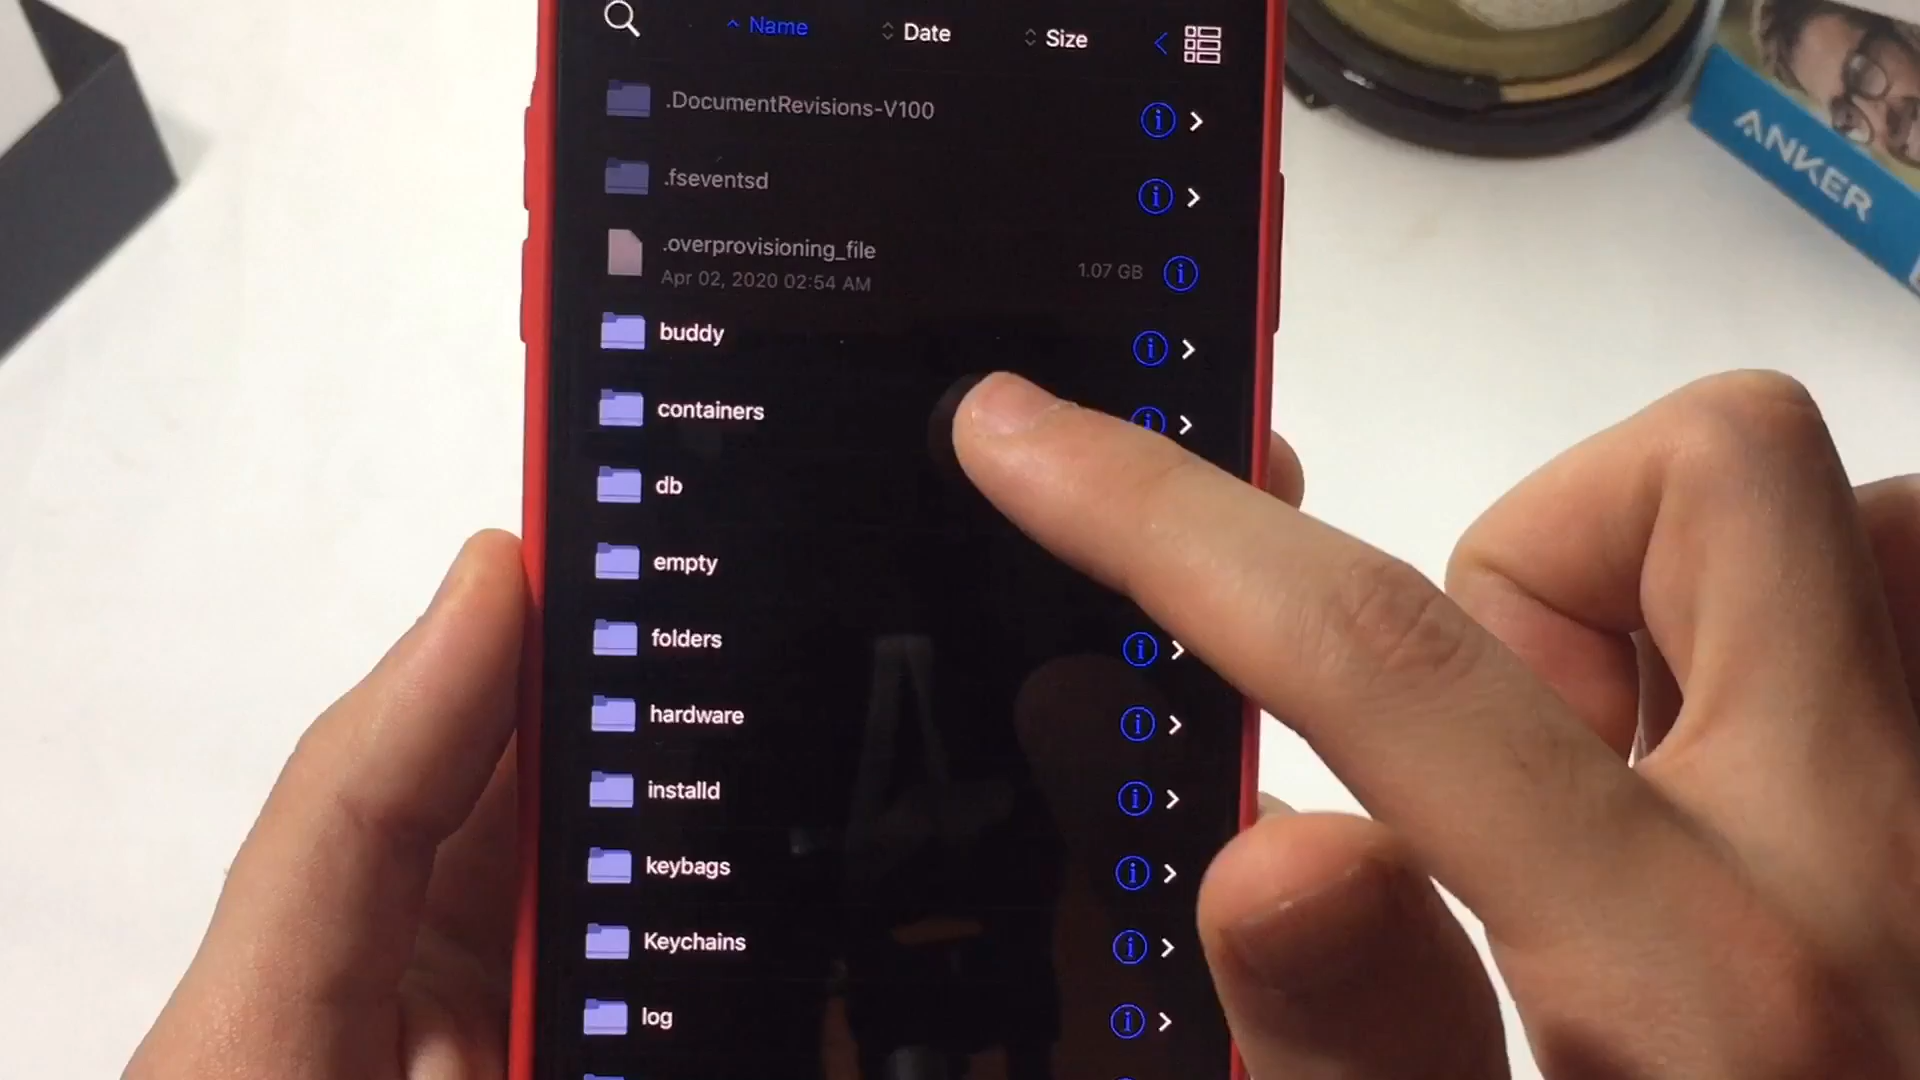 Name
Date
Size
.DocumentRevisions-V100
.fseventsd
.overprovisioning_file
Apr 02, 2020 02:54 AM
1.07 GB
buddy
containers
db
empty
folders
hardware
installd
keybags
Keychains
log
ANKER